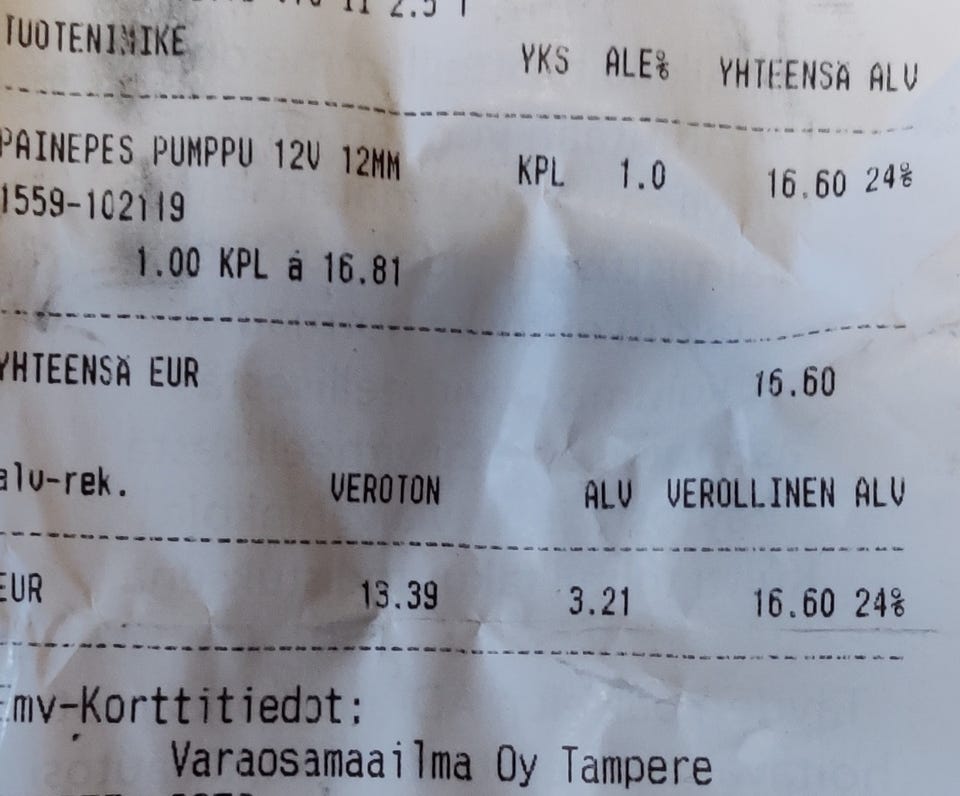 TUOTENIMIKE YKS ALE% YHTEENSÄ ALV
PAINEPES PUMPPU 12V 12MM KPL 1.0 16.60 24%
1559-102119
1.00 KPL á 16.81
YHTEENSÄ EUR 16.60
alv-rek. VEROTON ALV VEROLLINEN ALV
EUR 13.39 3.21 16.60 24%
Emv-Korttitiedot:
Varaosamaailma Oy Tampere